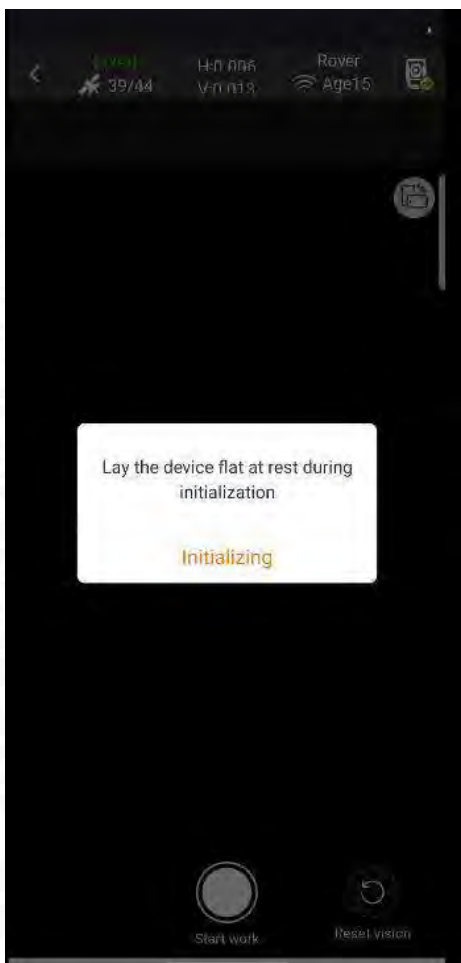 Rover
39/44
Age15
Lay the device flat at rest during
initialization
Initializing
Start work
Reset vision